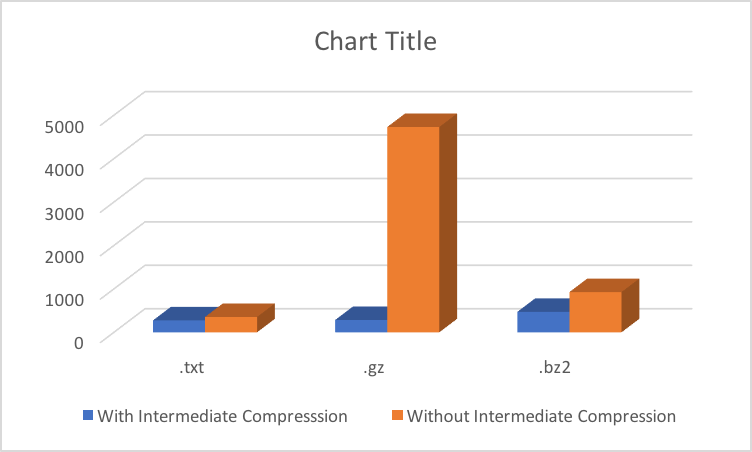 Chart Title
5000
4000
3000
2000
1000
0
.txt .gz .bz2
With Intermediate Compresssion Without Intermediate Compression